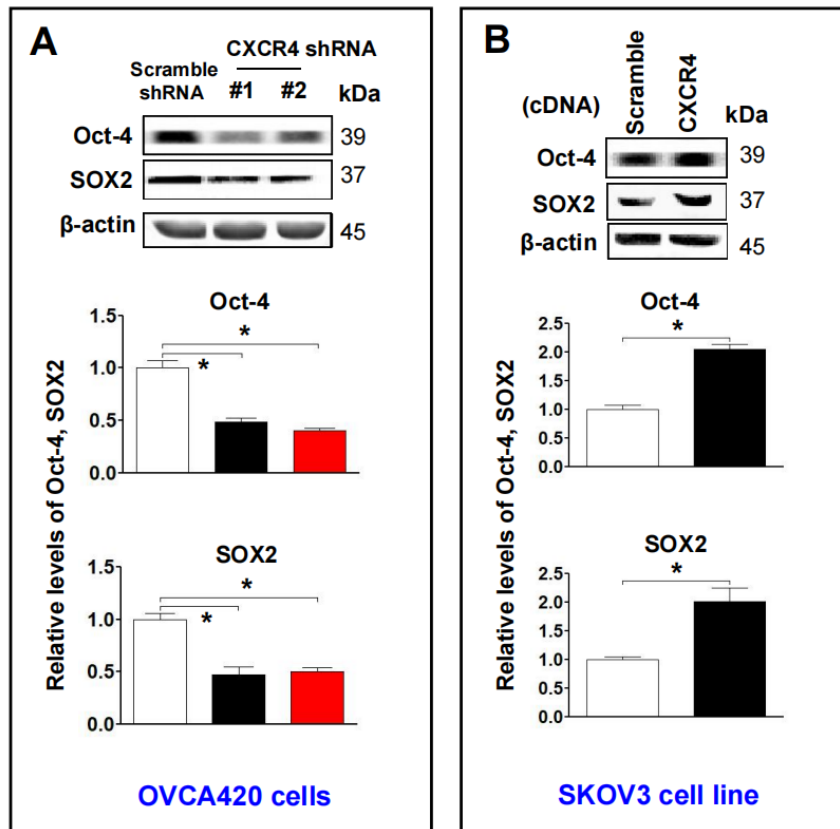 A
CXCR4 shRNA
Scramble
shRNA
#1 #2 kDa
Oct-4 39
SOX2 37
β-actin 45
Oct-4
1.5
1.0
0.5
0.0
*
*
SOX2
1.5
1.0
0.5
0.0
*
*
Relative levels of Oct-4, SOX2
OVCA420 cells
B
(cDNA) Scramble CXCR4 kDa
Oct-4 39
SOX2 37
β-actin 45
Oct-4
2.5
2.0
1.5
1.0
0.5
0.0
*
SOX2
2.5
2.0
1.5
1.0
0.5
0.0
*
Relative levels of Oct-4, SOX2
SKOV3 cell line